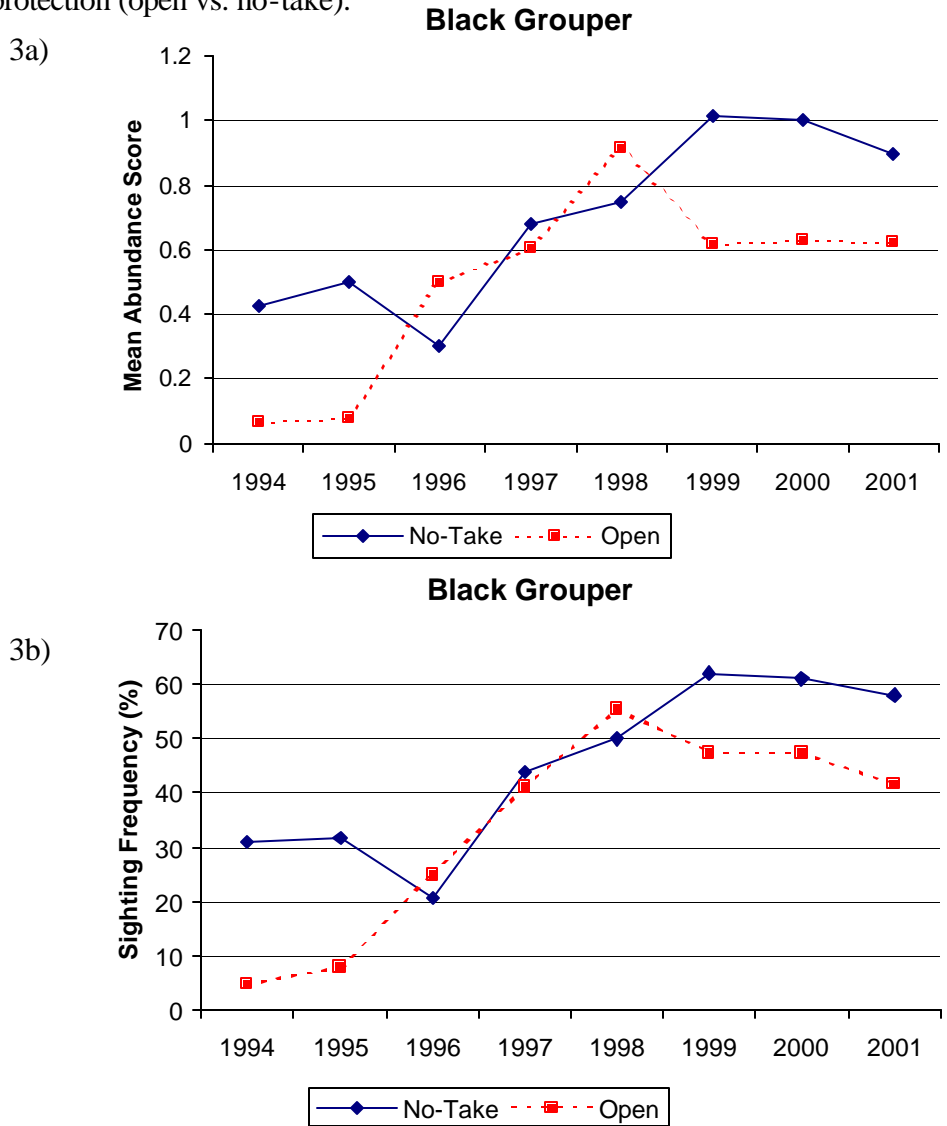 protection (open vs. no-take).
Black Grouper
3a)
Mean Abundance Score
1.2
1
0.8
0.6
0.4
0.2
0
1994 1995 1996 1997 1998 1999 2000 2001
No-Take Open
Black Grouper
3b)
Sighting Frequency (%)
70
60
50
40
30
20
10
0
1994 1995 1996 1997 1998 1999 2000 2001
No-Take Open